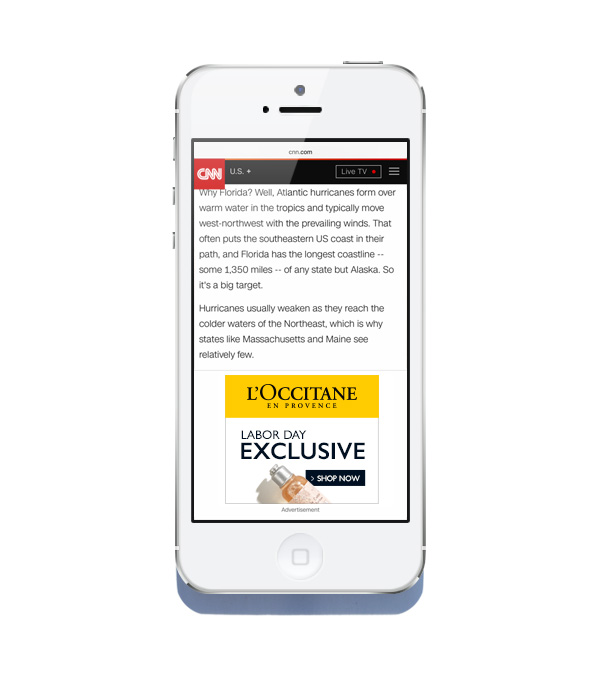 cnn.com
CNN
U.S. +
Live TV
Why Florida? Well, Atlantic hurricanes form over
warm water in the tropics and typically move
west-northwest with the prevailing winds. That
often puts the southeastern US coast in their
path, and Florida has the longest coastline --
some 1,350 miles -- of any state but Alaska. So
it's a big target.
Hurricanes usually weaken as they reach the
colder waters of the Northeast, which is why
states like Massachusetts and Maine see
relatively few.
L'OCCITANE
EN PROVENCE
LABOR DAY
EXCLUSIVE
> SHOP NOW
Advertisement